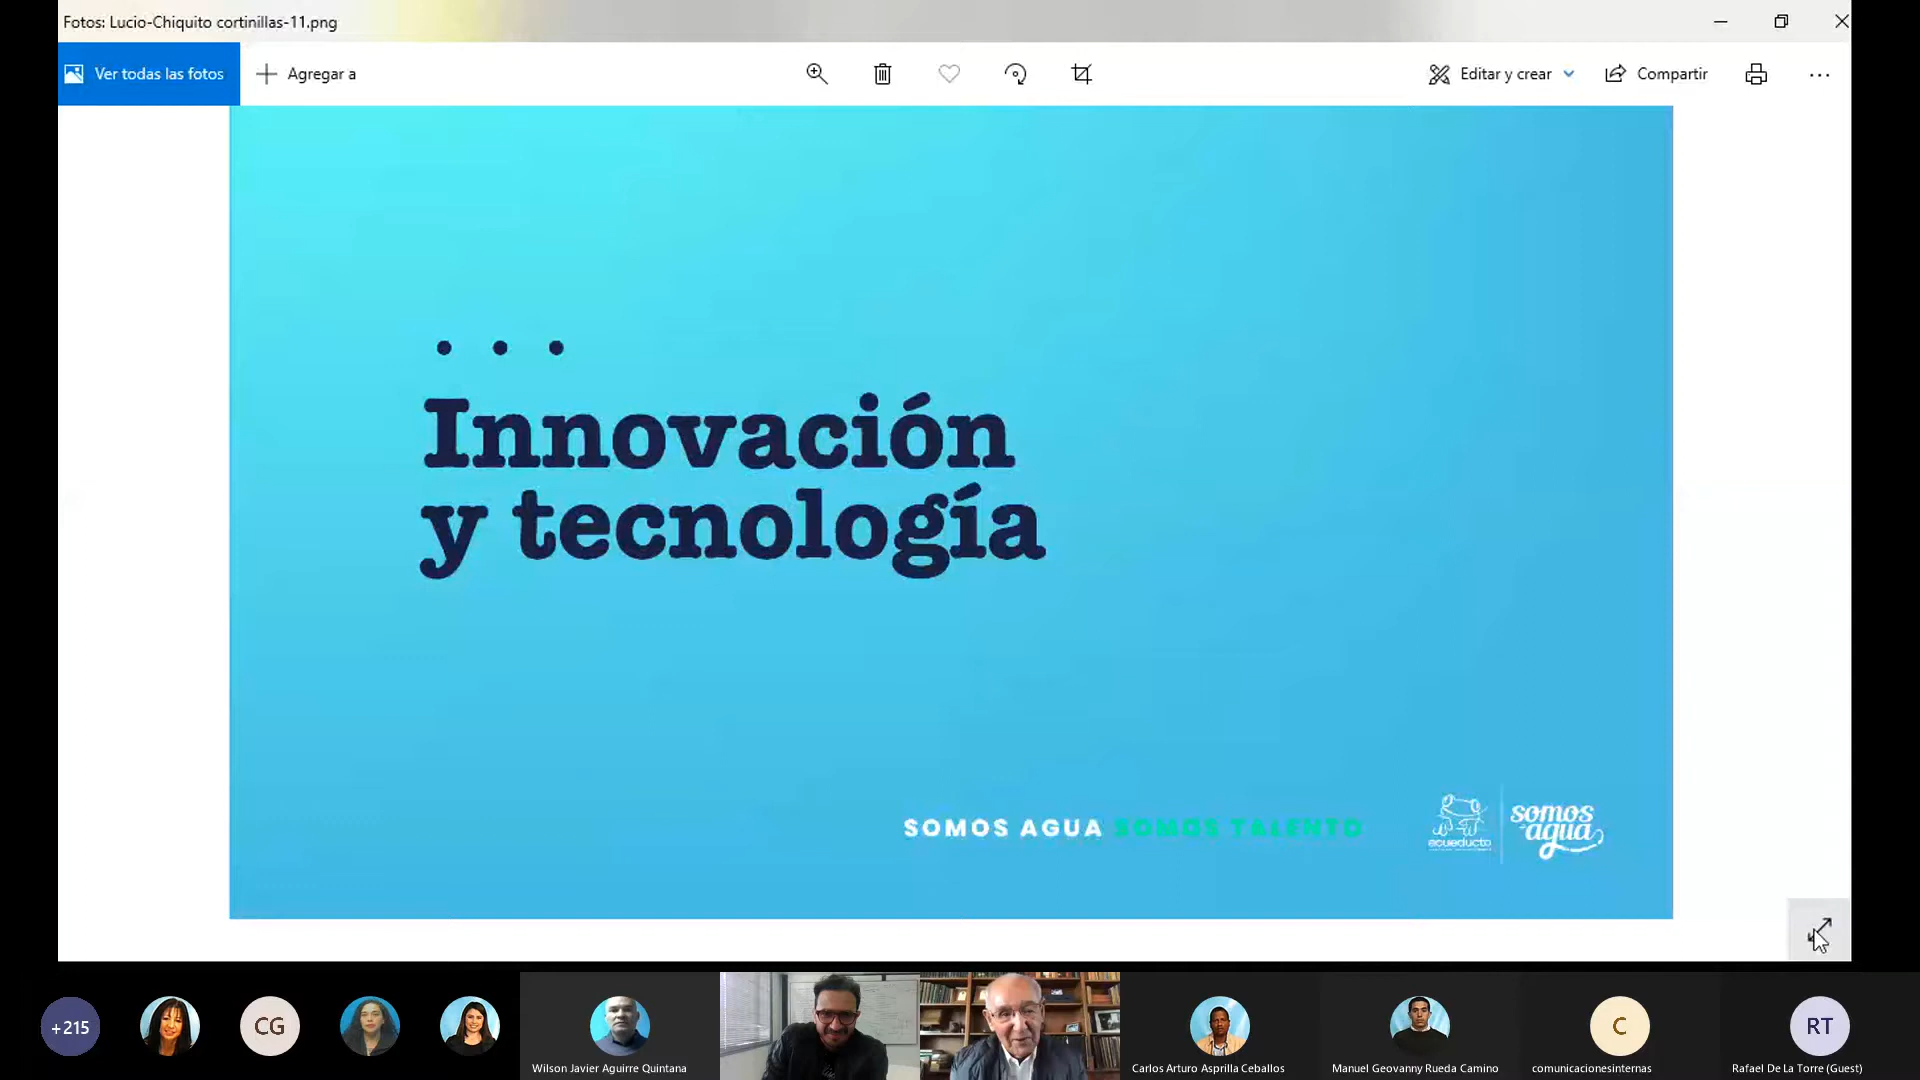 Fotos: Lucio-Chiquito cortinillas-11.png
Ver todas las fotos
Agregar a
Editar y crear
Compartir
Innovación
y tecnología
SOMOS AGUA SOMOS TALENTO
acueducto
somos
agua
+215
CG
Wilson Javier Aguirre Quintana
Carlos Arturo Asprilla Ceballos
Manuel Geovanny Rueda Camino
C
comunicacionesinternas
RT
Rafael De La Torre (Guest)